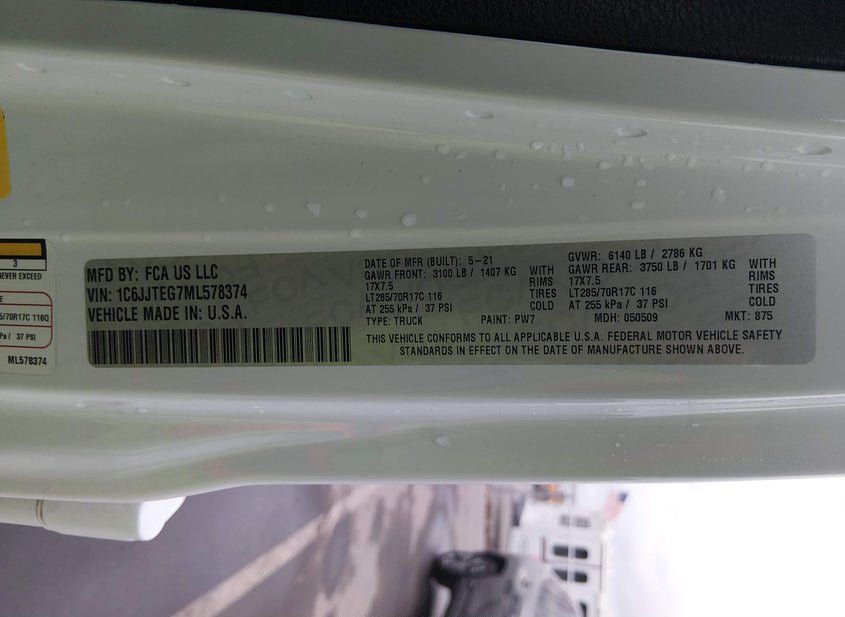 3
NEVER EXCEED
5/70R17C 116Q
kPa / 37 PSI
ML578374
MFD BY: FCA US LLC
VIN: 1C6JJTEG7ML578374
VEHICLE MADE IN: U.S.A.
DATE OF MFR (BUILT): 5-21
GAWR FRONT: 3100 LB / 1407 KG WITH
17X7.5 RIMS
LT285/70R17C 116 TIRES
AT 255 kPa / 37 PSI COLD
TYPE: TRUCK PAINT: PW7
GVWR: 6140 LB / 2786 KG
GAWR REAR: 3750 LB / 1701 KG WITH
17X7.5 RIMS
LT285/70R17C 116 TIRES
AT 255 kPa / 37 PSI COLD
MDH: 050509 MKT: 875
THIS VEHICLE CONFORMS TO ALL APPLICABLE U.S.A. FEDERAL MOTOR VEHICLE SAFETY
STANDARDS IN EFFECT ON THE DATE OF MANUFACTURE SHOWN ABOVE.